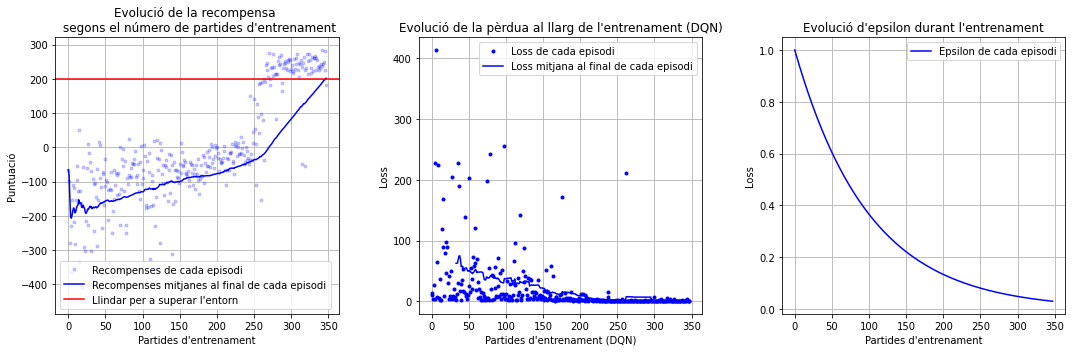 Evolució de la recompensa
segons el número de partides d'entrenament
300
200
100
0
−100
−200
−300
−400
Puntuació
Recompenses de cada episodi
Recompenses mitjanes al final de cada episodi
Llindar per a superar l'entorn
0 50 100 150 200 250 300 350
Partides d'entrenament
Evolució de la pèrdua al llarg de l'entrenament (DQN)
400
300
200
100
0
Loss
Loss de cada episodi
Loss mitjana al final de cada episodi
0 50 100 150 200 250 300 350
Partides d'entrenament (DQN)
Evolució d'epsilon durant l'entrenament
1.0
0.8
0.6
0.4
0.2
0.0
Loss
Epsilon de cada episodi
0 50 100 150 200 250 300 350
Partides d'entrenament